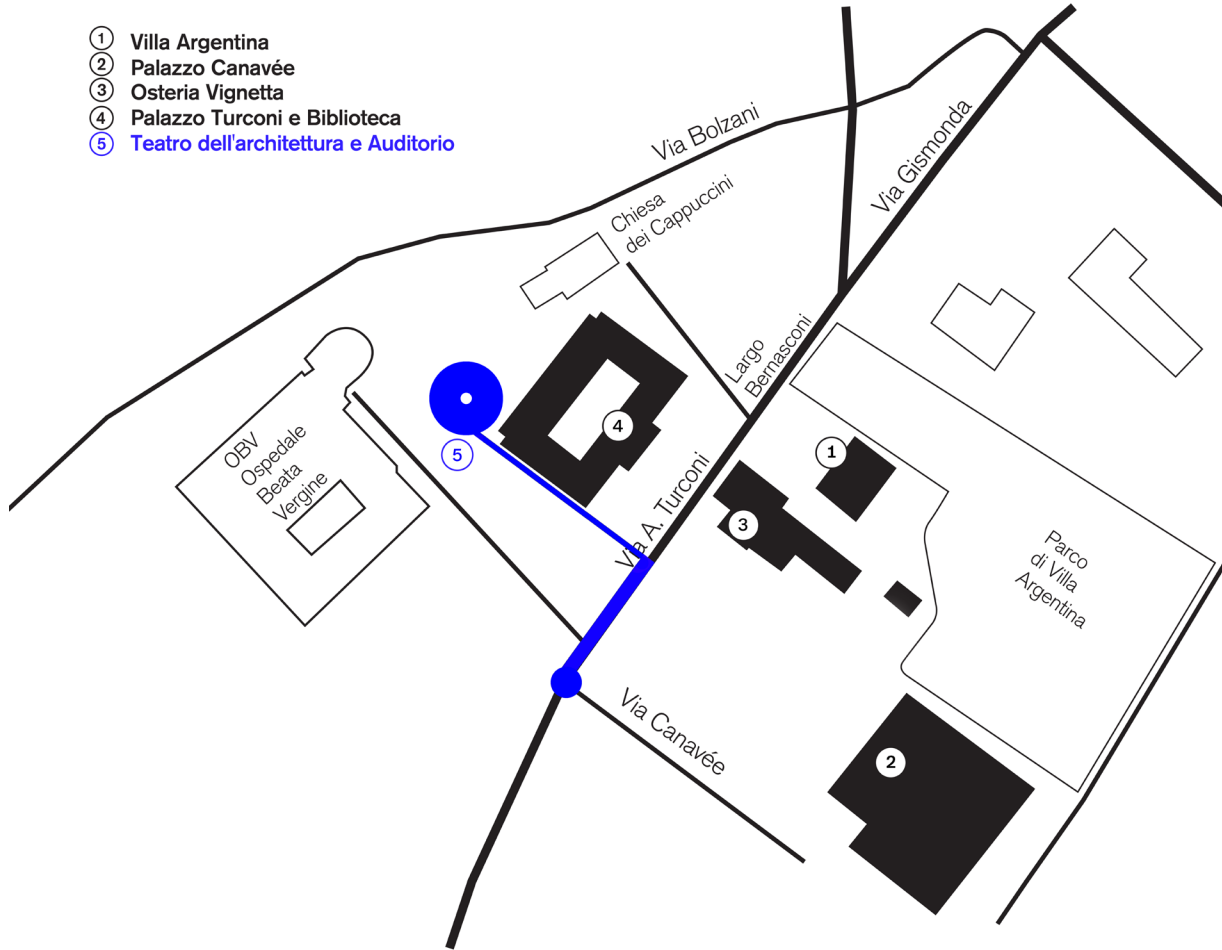 1 Villa Argentina
2 Palazzo Canavée
3 Osteria Vignetta
4 Palazzo Turconi e Biblioteca
5 Teatro dell'architettura e Auditorio
Via Bolzani
Via Gismonda
Chiesa
dei Cappuccini
Largo
Bernasconi
OBV
Ospedale
Beata
Vergine
4
5
1
3
Via A. Turconi
Parco
di Villa
Argentina
Via Canavée
2